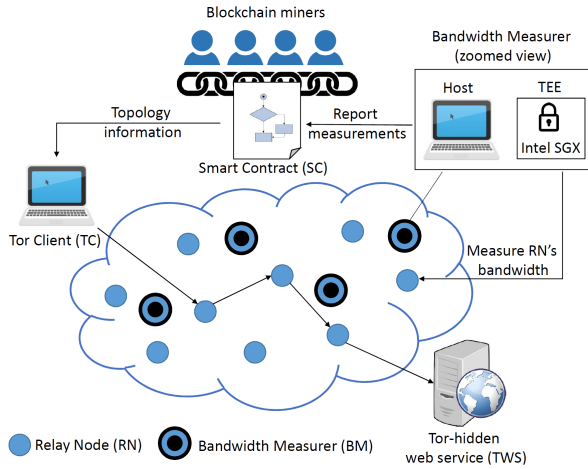 Blockchain miners
Bandwidth Measurer
(zoomed view)
Host
TEE
Intel SGX
Topology
information
Report
measurements
Smart Contract (SC)
Tor Client (TC)
Measure RN's
bandwidth
Tor-hidden
web service (TWS)
Relay Node (RN)
Bandwidth Measurer (BM)